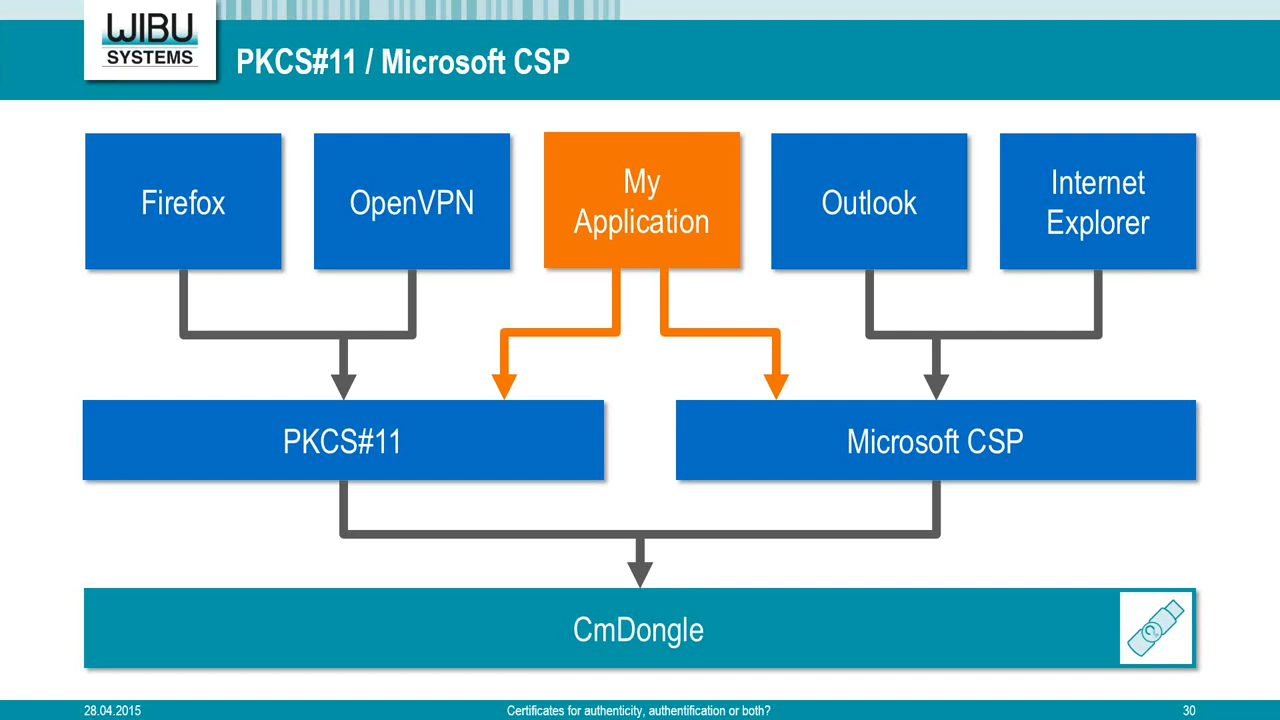 WIBU
SYSTEMS
PKCS#11 / Microsoft CSP
Firefox
OpenVPN
My
Application
Outlook
Internet
Explorer
PKCS#11
Microsoft CSP
CmDongle
28.04.2015
Certificates for authenticity, authentification or both?
30